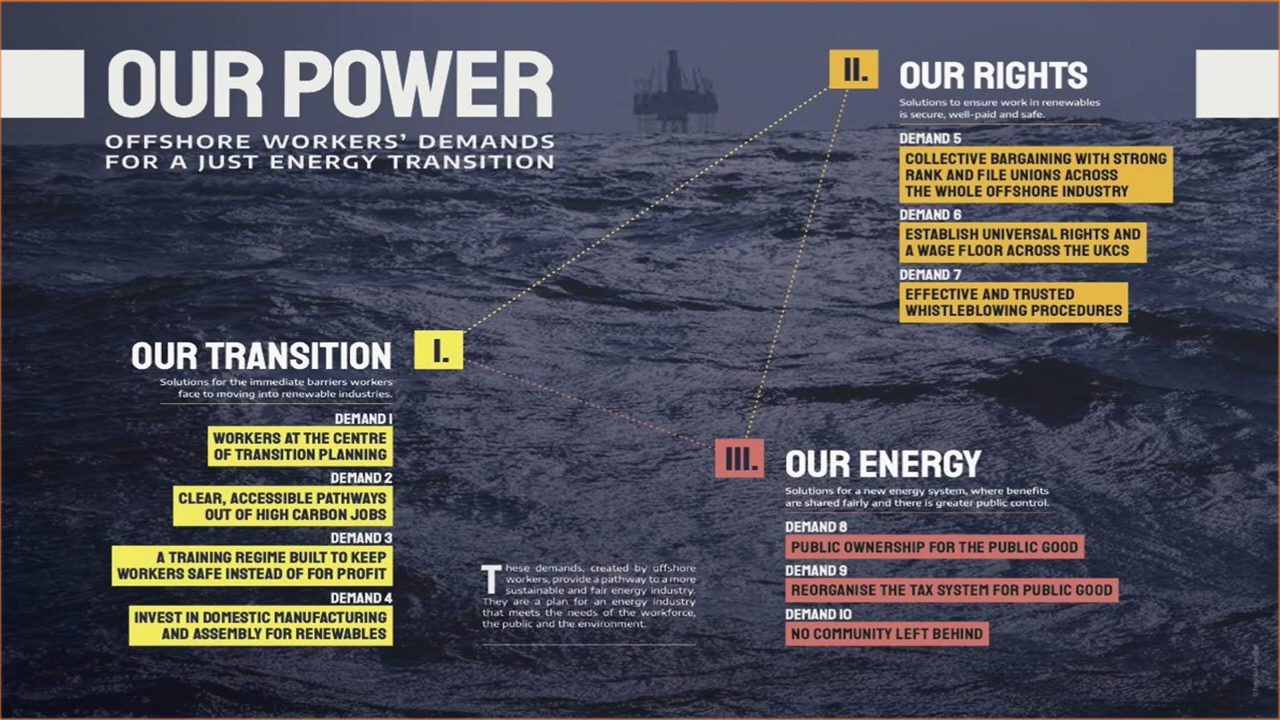 OUR POWER
OFFSHORE WORKERS' DEMANDS
FOR A JUST ENERGY TRANSITION
I.
OUR TRANSITION
Solutions for the immediate barriers workers
face to moving into renewable industries.
DEMAND 1
WORKERS AT THE CENTRE
OF TRANSITION PLANNING
DEMAND 2
CLEAR, ACCESSIBLE PATHWAYS
OUT OF HIGH CARBON JOBS
DEMAND 3
A TRAINING REGIME BUILT TO KEEP
WORKERS SAFE INSTEAD OF FOR PROFIT
DEMAND 4
INVEST IN DOMESTIC MANUFACTURING
AND ASSEMBLY FOR RENEWABLES
These demands, created by offshore
workers, provide a pathway to a more
sustainable and fair energy industry.
They are a plan for an energy industry
that meets the needs of the workforce,
the public and the environment.
II.
OUR RIGHTS
Solutions to ensure work in renewables
is secure, well-paid and safe.
DEMAND 5
COLLECTIVE BARGAINING WITH STRONG
RANK AND FILE UNIONS ACROSS
THE WHOLE OFFSHORE INDUSTRY
DEMAND 6
ESTABLISH UNIVERSAL RIGHTS AND
A WAGE FLOOR ACROSS THE UKCS
DEMAND 7
EFFECTIVE AND TRUSTED
WHISTLEBLOWING PROCEDURES
III.
OUR ENERGY
Solutions for a new energy system, where benefits
are shared fairly and there is greater public control.
DEMAND 8
PUBLIC OWNERSHIP FOR THE PUBLIC GOOD
DEMAND 9
REORGANISE THE TAX SYSTEM FOR PUBLIC GOOD
DEMAND 10
NO COMMUNITY LEFT BEHIND